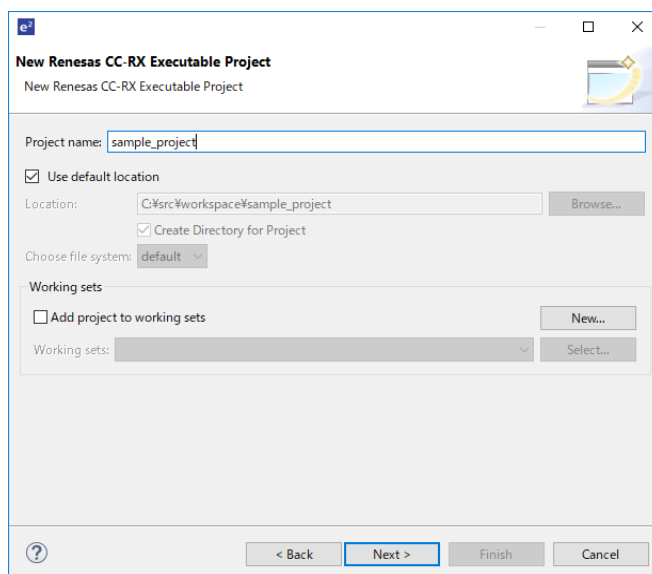 e²
New Renesas CC-RX Executable Project
New Renesas CC-RX Executable Project
Project name: sample_project
Use default location
Location: C:¥src¥workspace¥sample_project Browse...
Create Directory for Project
Choose file system: default
Working sets
Add project to working sets New...
Working sets: Select...
? < Back Next > Finish Cancel